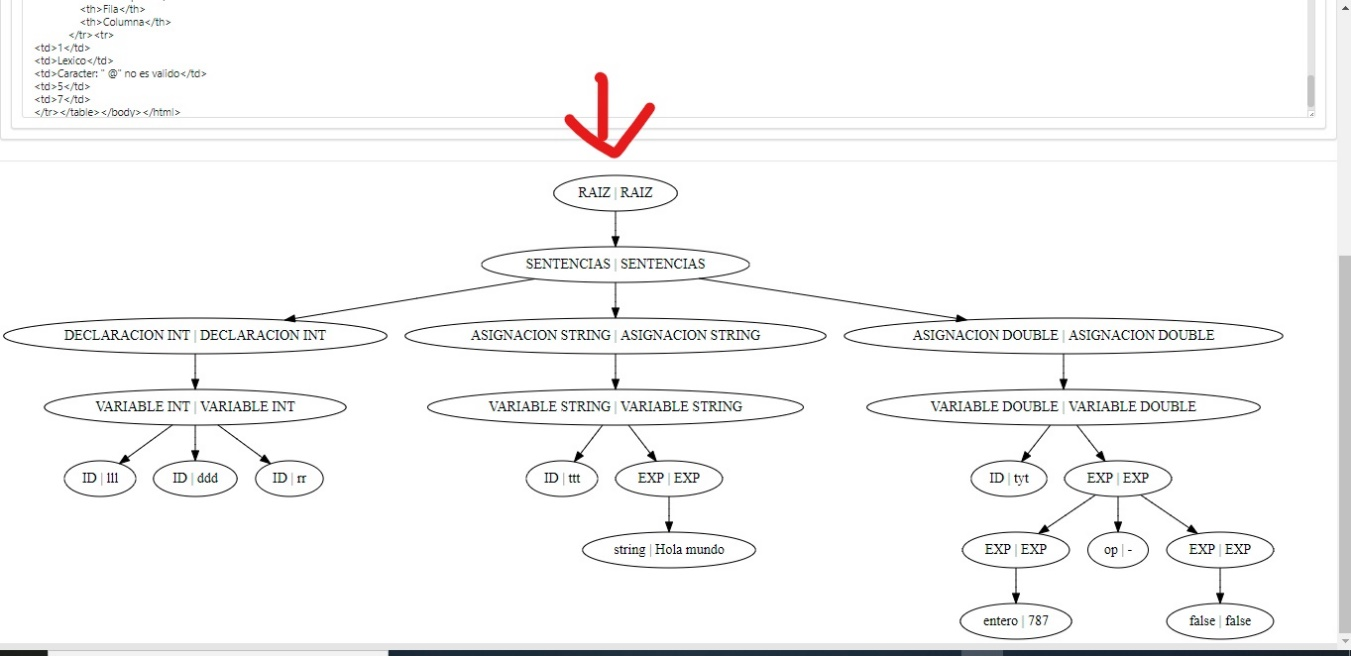 <th>Fila</th>
<th>Columna</th>
</tr><tr>
<td>1</td>
<td>Lexico</td>
<td>Caracter: " @" no es valido</td>
<td>5</td>
<td>7</td>
</tr></table></body></html>
RAIZ | RAIZ
SENTENCIAS | SENTENCIAS
DECLARACION INT | DECLARACION INT
ASIGNACION STRING | ASIGNACION STRING
ASIGNACION DOUBLE | ASIGNACION DOUBLE
VARIABLE INT | VARIABLE INT
VARIABLE STRING | VARIABLE STRING
VARIABLE DOUBLE | VARIABLE DOUBLE
ID | lll
ID | ddd
ID | rr
ID | ttt
EXP | EXP
ID | tyt
EXP | EXP
string | Hola mundo
EXP | EXP
op | -
EXP | EXP
entero | 787
false | false